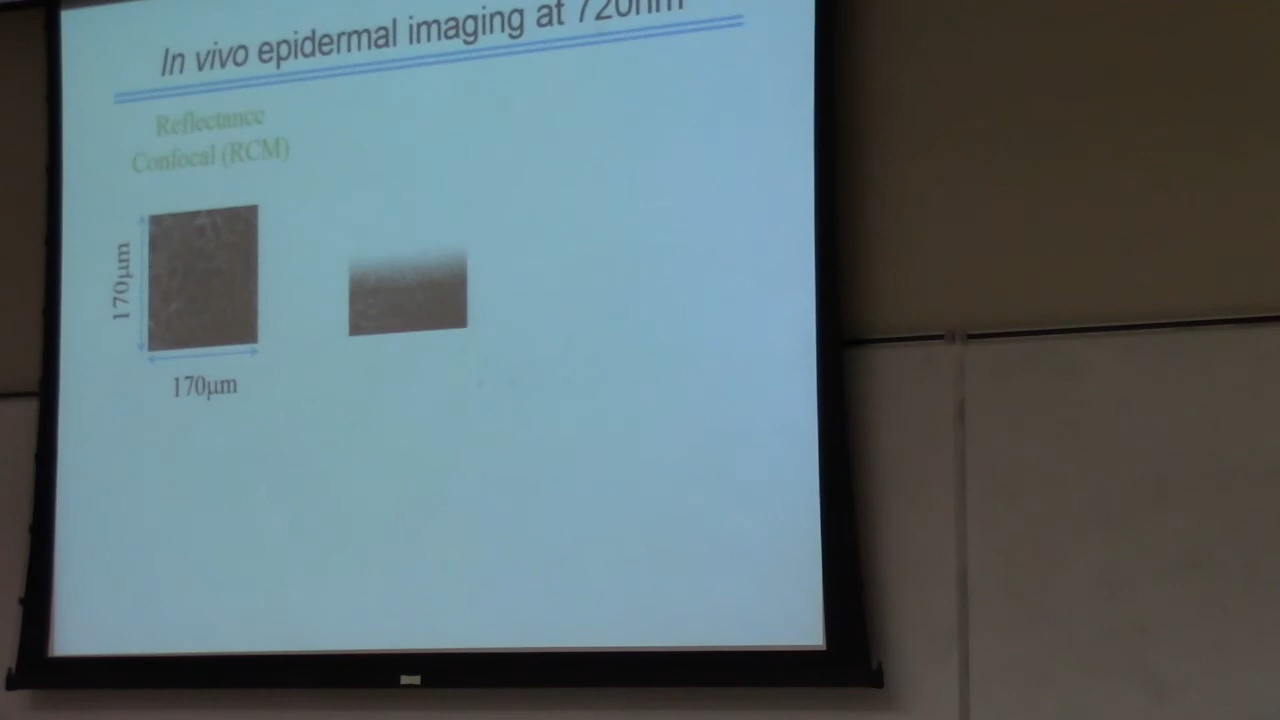 In vivo epidermal imaging at 720nm
Reflectance
Confocal (RCM)
170μm
170μm